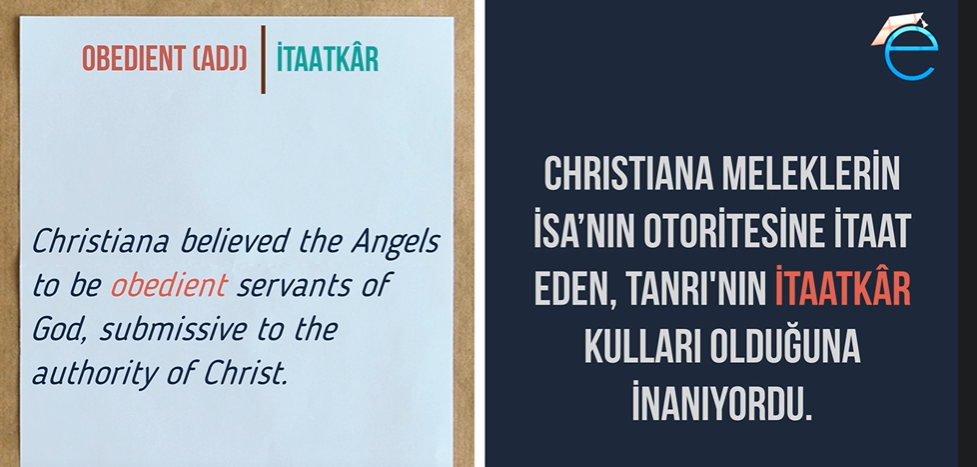 OBEDIENT (ADJ) | İTAATKÂR
Christiana believed the Angels
to be obedient servants of
God, submissive to the
authority of Christ.
e
CHRISTIANA MELEKLERİN
İSA’NIN OTORİTESİNE İTAAT
EDEN, TANRI'NIN İTAATKÂR
KULLARI OLDUĞUNA
İNANIYORDU.